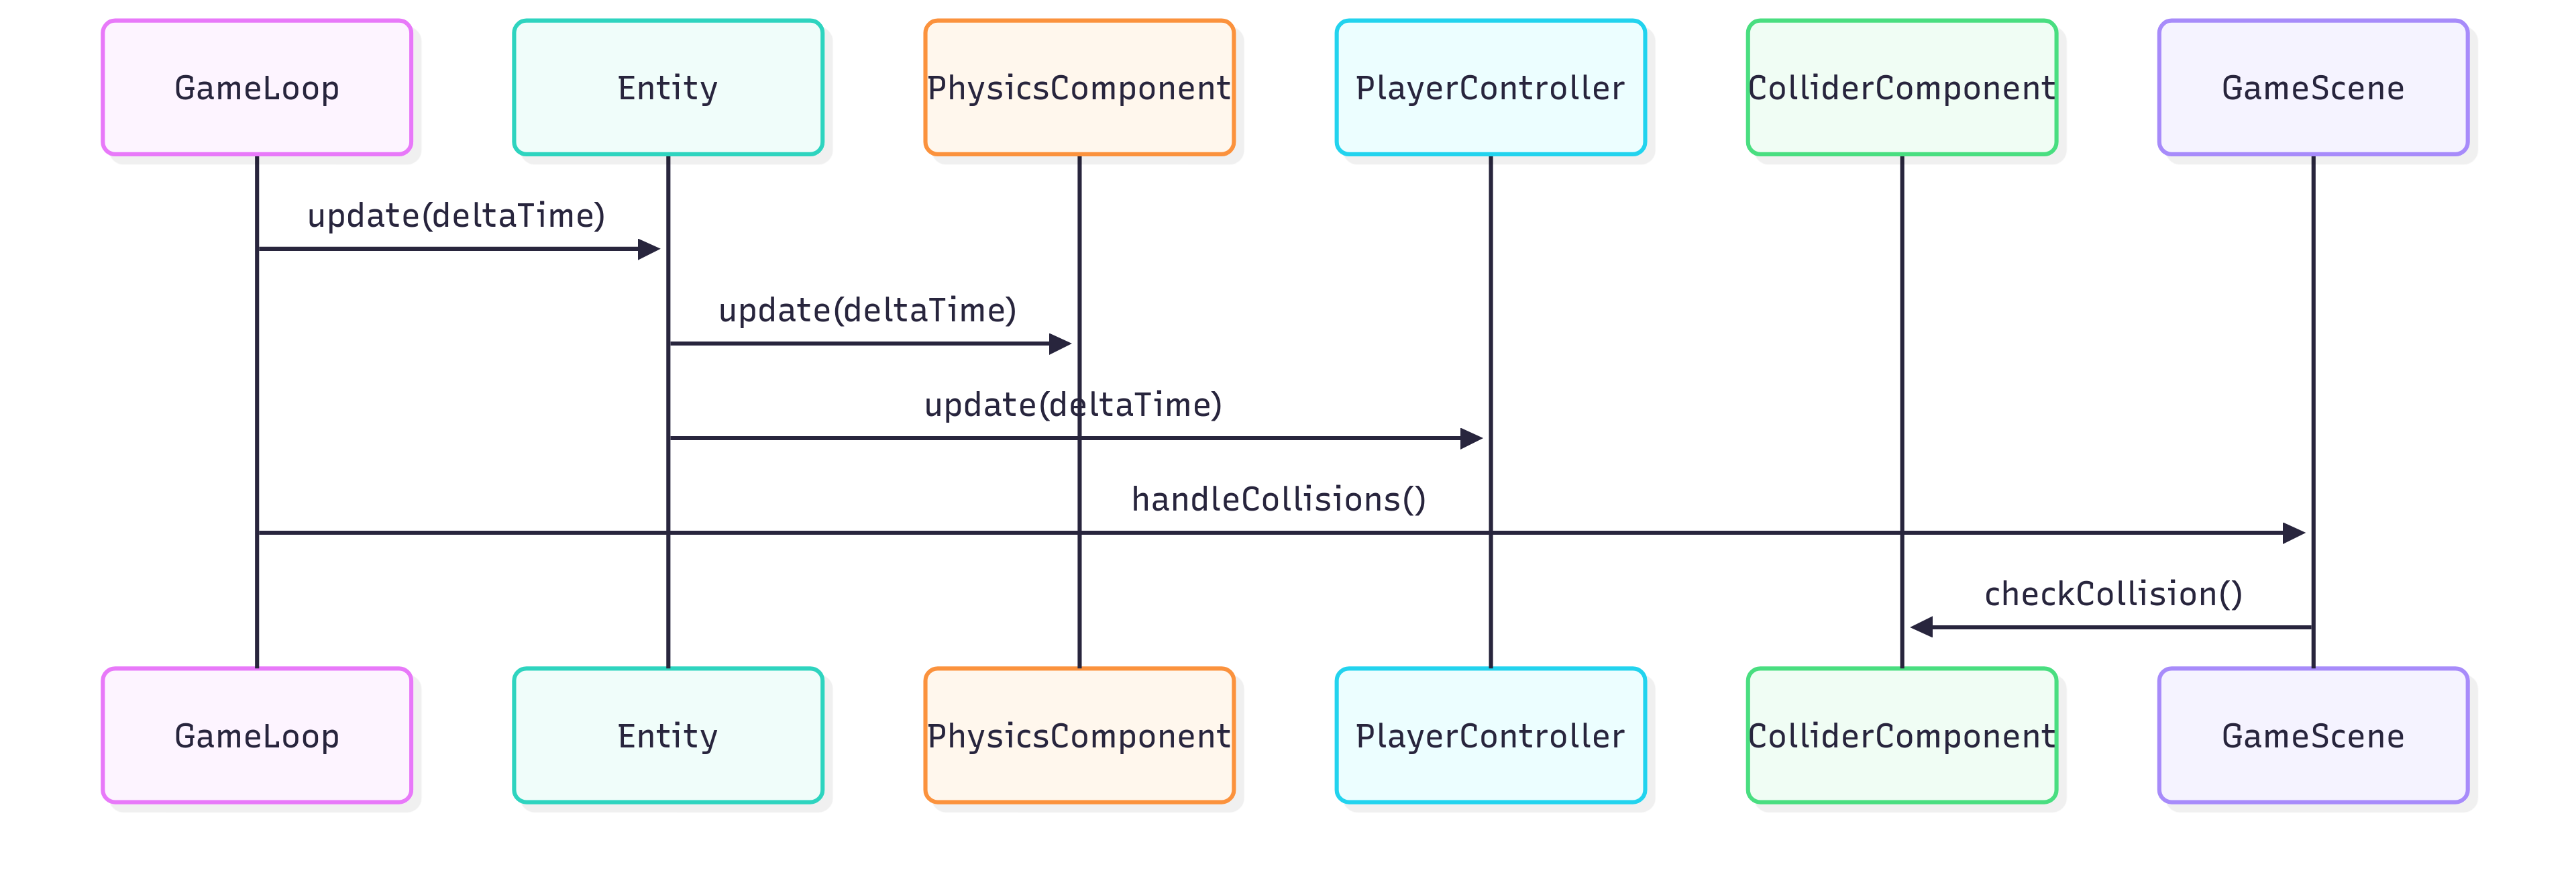 GameLoop
Entity
PhysicsComponent
PlayerController
ColliderComponent
GameScene
update(deltaTime)
update(deltaTime)
update(deltaTime)
handleCollisions()
checkCollision()
GameLoop
Entity
PhysicsComponent
PlayerController
ColliderComponent
GameScene